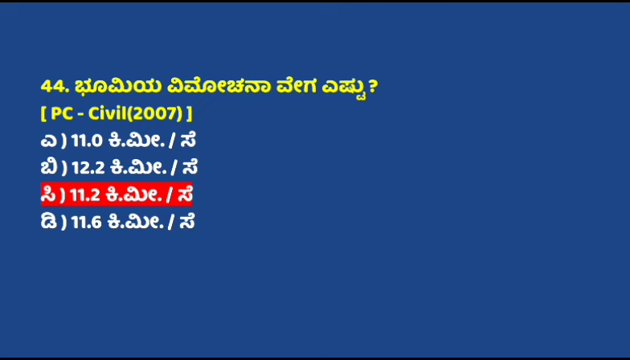 44. ಭೂಮಿಯ ವಿಮೋಚನಾ ವೇಗ ಎಷ್ಟು?
[ PC - Civil(2007) ]
ಎ ) 11.0 ಕಿ.ಮೀ. / ಸೆ
ಬಿ ) 12.2 ಕಿ.ಮೀ. / ಸೆ
ಸಿ ) 11.2 ಕಿ.ಮೀ. / ಸೆ
ಡಿ ) 11.6 ಕಿ.ಮೀ. / ಸೆ